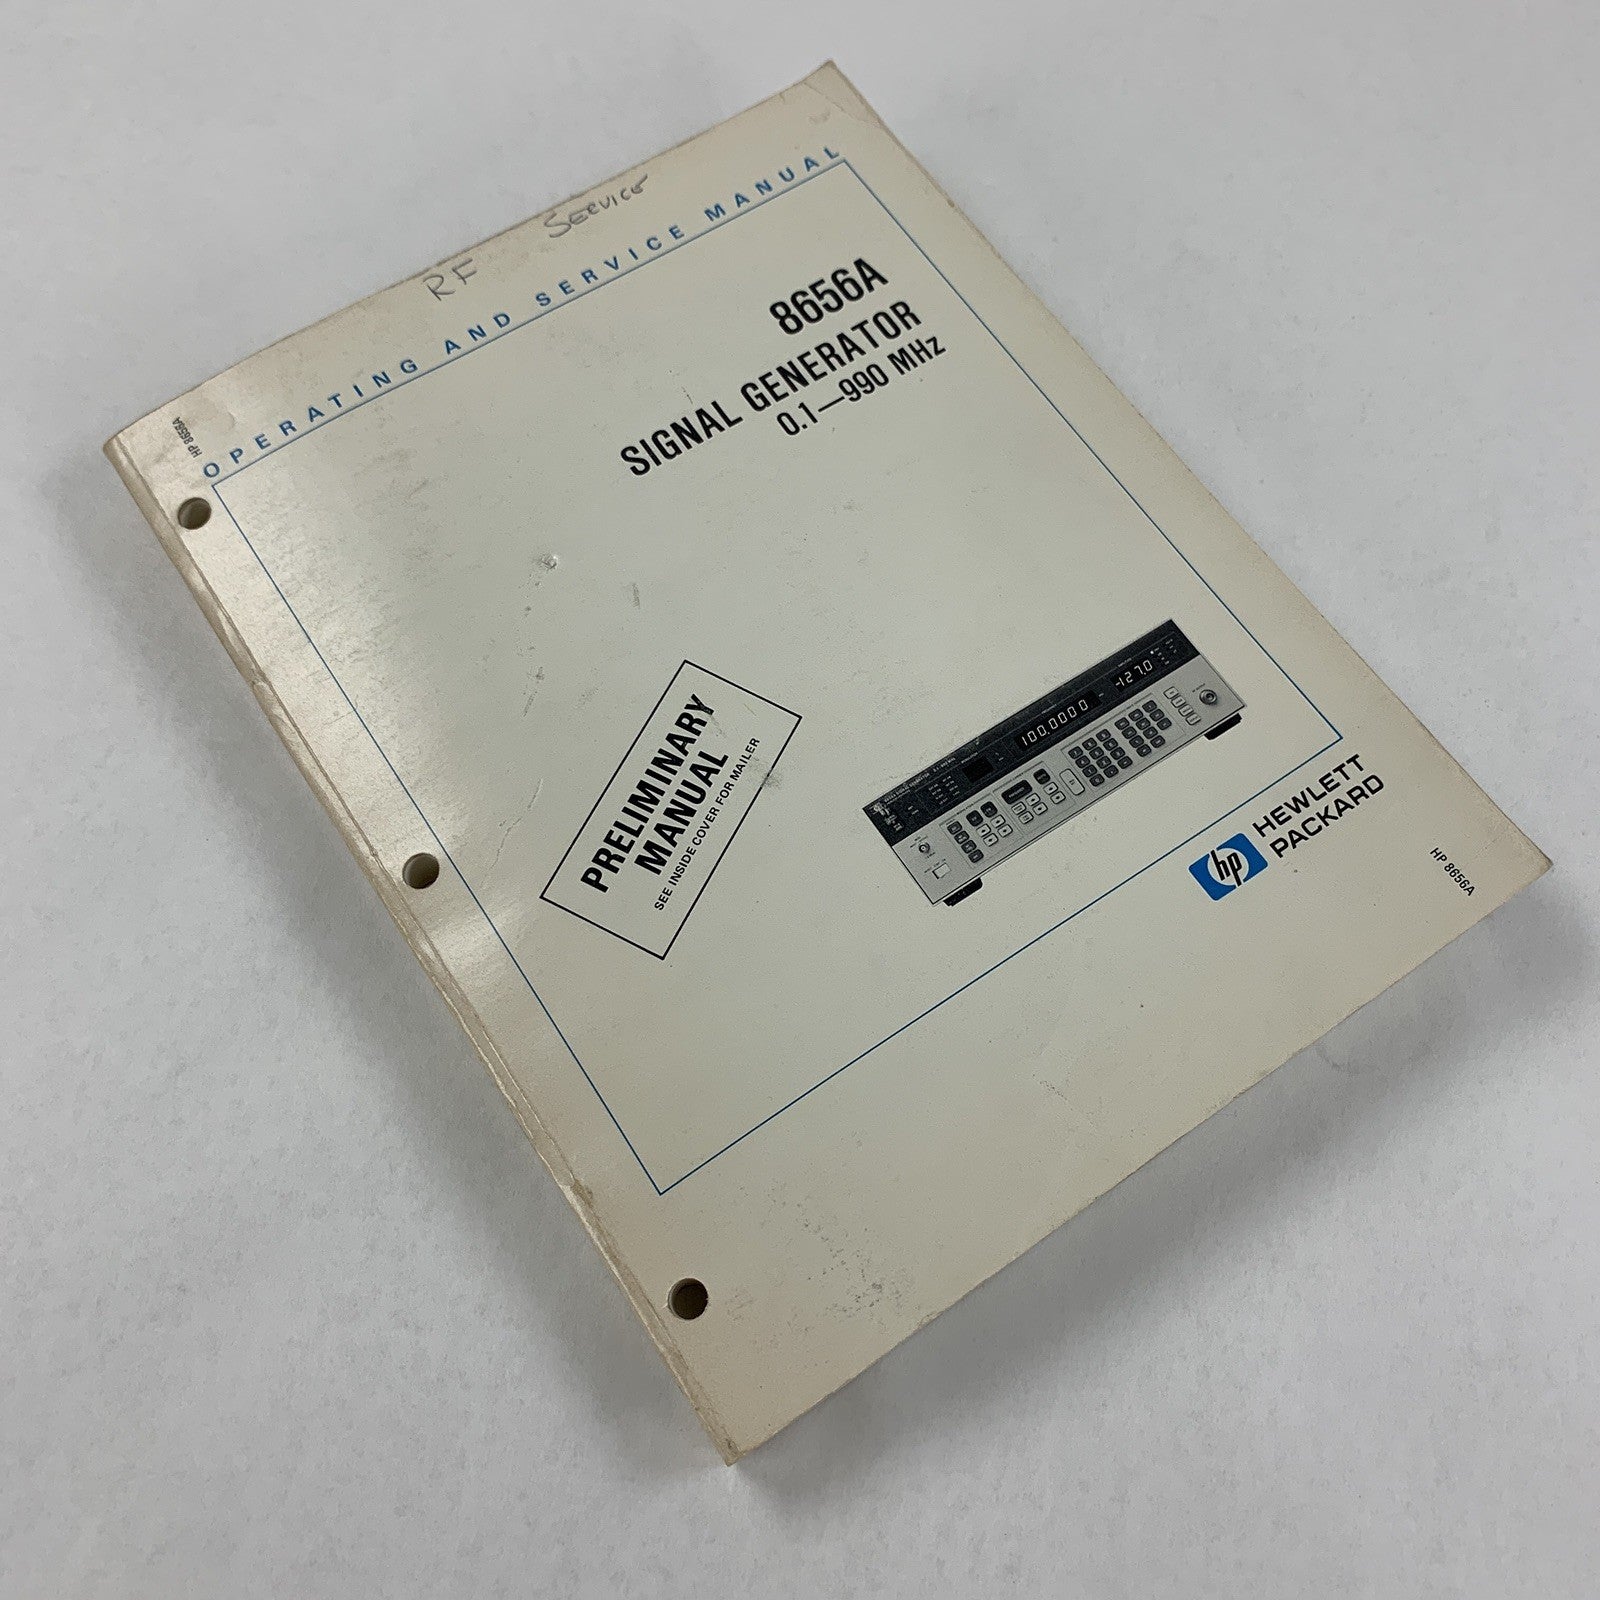 RF SERVICE
OPERATING AND SERVICE MANUAL
HP 8656A
8656A
SIGNAL GENERATOR
0.1—990 MHz
-127.0
100.0000
PRELIMINARY
MANUAL
SEE INSIDE COVER FOR MAILER
hp
HEWLETT
PACKARD
HP 8656A